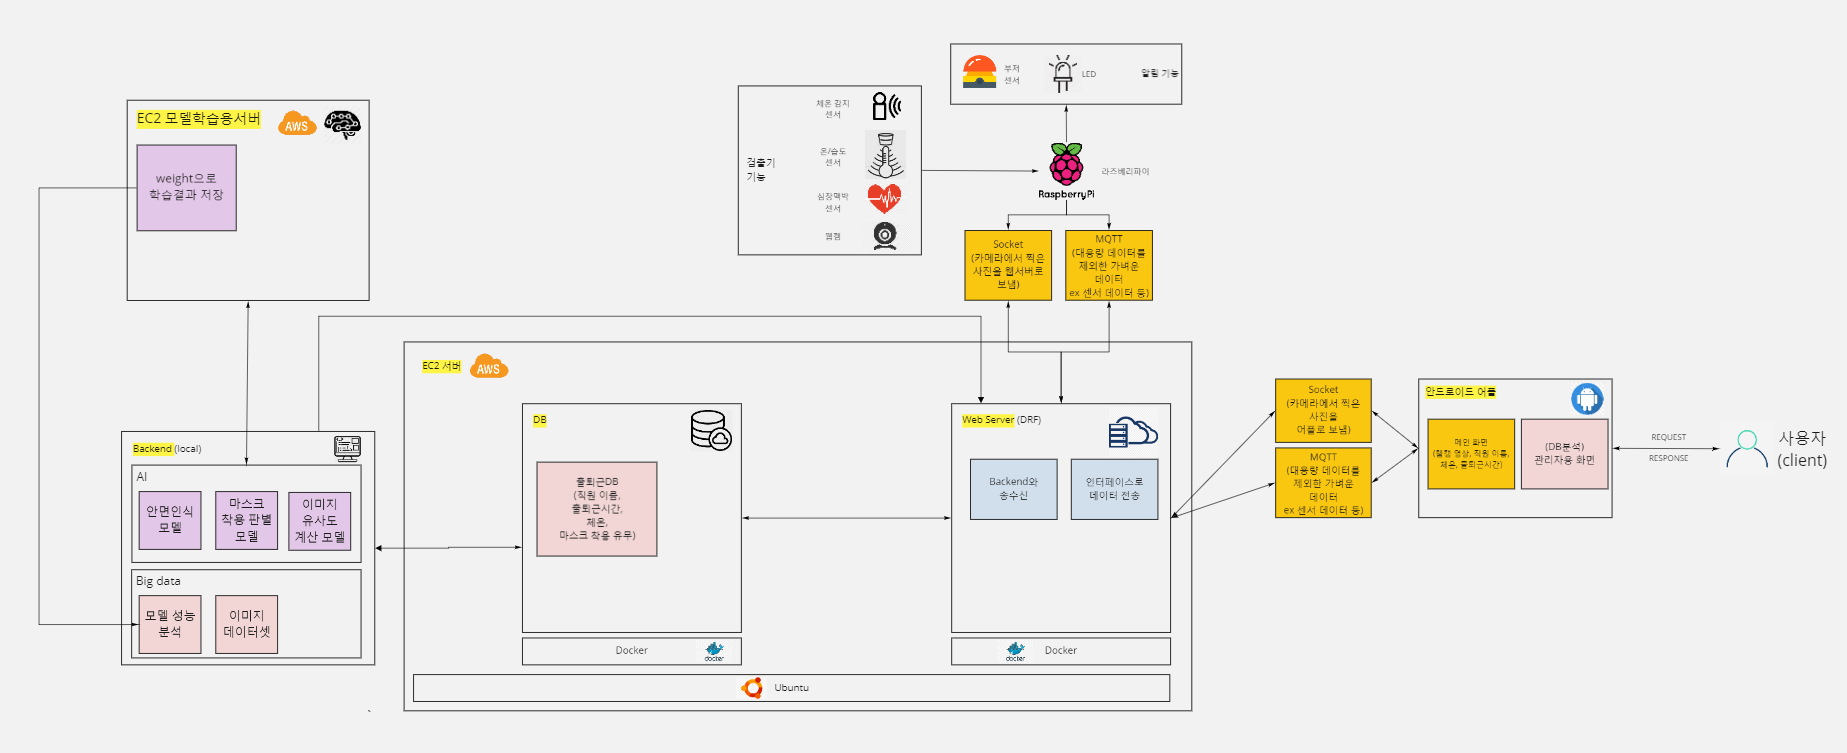 EC2 모델학습용서버
AWS
weight으로
학습결과 저장
검출기
기능
체온 감지
센서
온/습도
센서
심장맥박
센서
웹캠
부저
센서
LED
알림 기능
RaspberryPi
라즈베리파이
Socket
(카메라에서 찍은
사진을 웹서버로
보냄)
MQTT
(대용량 데이터를
제외한 가벼운
데이터
ex 센서 데이터 등)
Backend (local)
AI
안면인식
모델
마스크
착용 판별
모델
이미지
유사도
계산 모델
Big data
모델 성능
분석
이미지
데이터셋
EC2 서버
AWS
DB
출퇴근DB
(직원 이름,
출퇴근시간,
체온,
마스크 착용 유무)
Docker
docker
Web Server (DRF)
Backend와
송수신
인터페이스로
데이터 전송
docker
Docker
Ubuntu
Socket
(카메라에서 찍은
사진을
어플로 보냄)
MQTT
(대용량 데이터를
제외한 가벼운
데이터
ex 센서 데이터 등)
안드로이드 어플
메인 화면
(웹캠 영상, 직원 이름,
체온, 출퇴근시간)
(DB분석)
관리자용 화면
REQUEST
RESPONSE
사용자
(client)
`